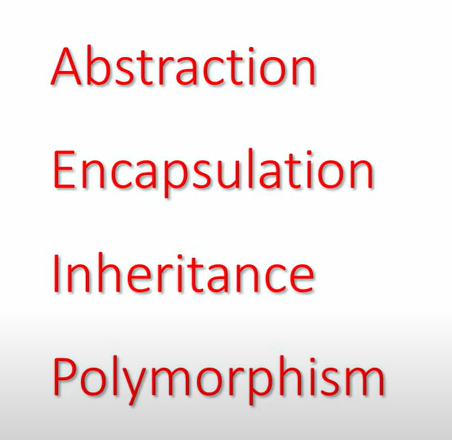 Abstraction
Encapsulation
Inheritance
Polymorphism